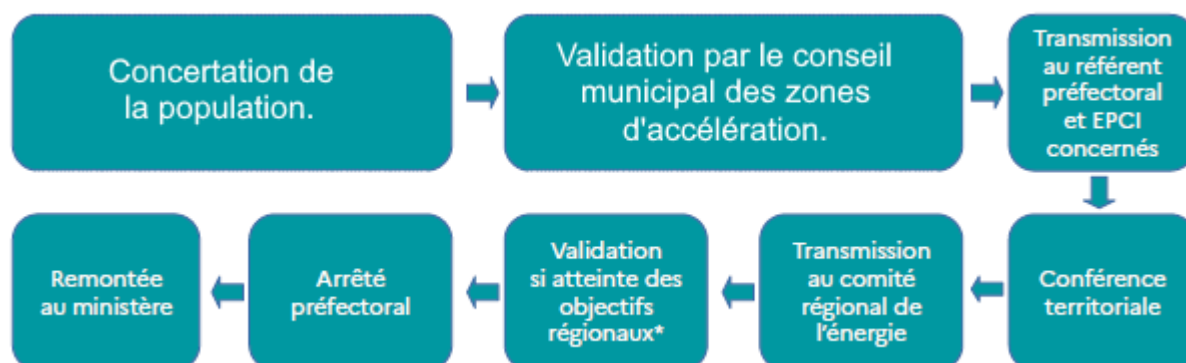 Concertation de
la population.
Validation par le conseil
municipal des zones
d'accélération.
Transmission
au référent
préfectoral
et EPCI
concernés
Conférence
territoriale
Transmission
au comité
régional de
l'énergie
Validation
si atteinte des
objectifs
régionaux*
Arrêté
préfectoral
Remontée
au ministère